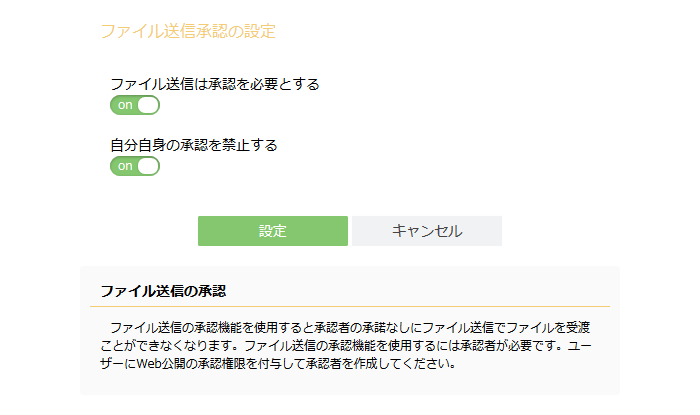 ファイル送信承認の設定
ファイル送信は承認を必要とする
on
自分自身の承認を禁止する
on
設定 キャンセル
ファイル送信の承認
ファイル送信の承認機能を使用すると承認者の承諾なしにファイル送信でファイルを受渡
ことができなくなります。ファイル送信の承認機能を使用するには承認者が必要です。ユー
ザーにWeb公開の承認権限を付与して承認者を作成してください。